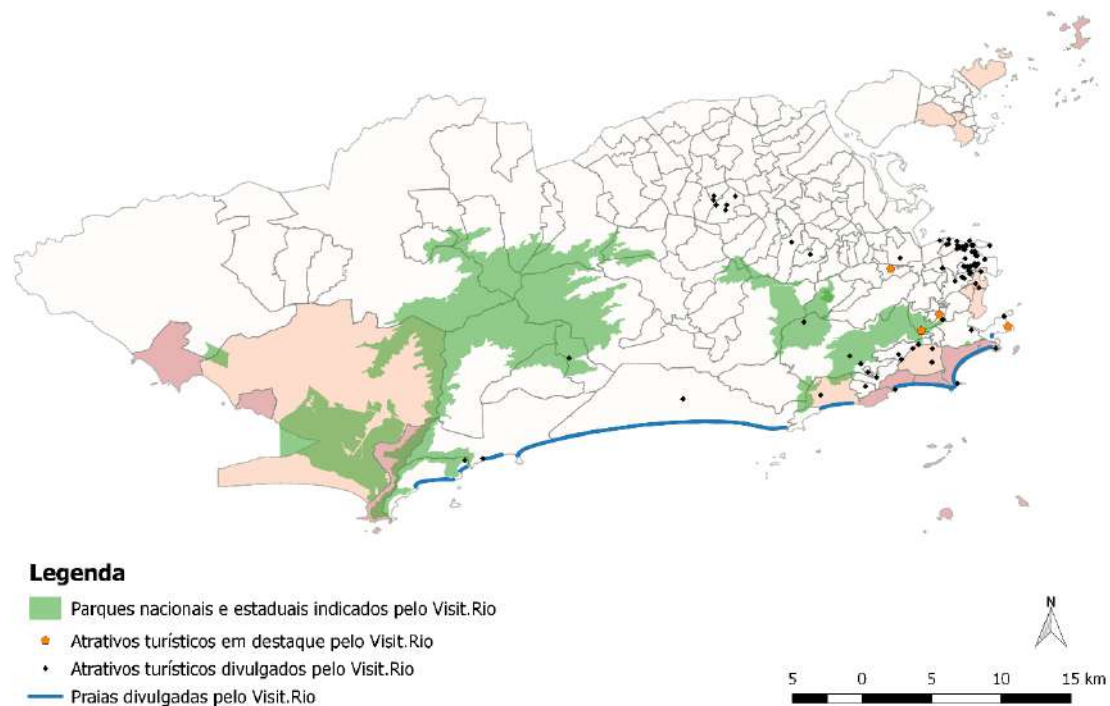 Legenda
Parques nacionais e estaduais indicados pelo Visit.Rio
Atrativos turísticos em destaque pelo Visit.Rio
Atrativos turísticos divulgados pelo Visit.Rio
Praias divulgadas pelo Visit.Rio
N
5 0 5 10 15 km